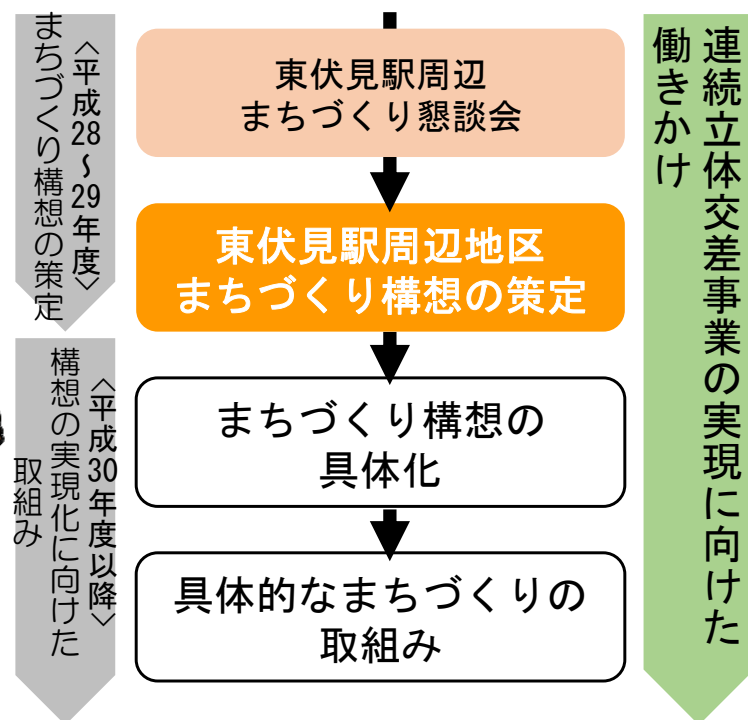 〈平成28～29年度〉
まちづくり構想の策定
東伏見駅周辺
まちづくり懇談会
東伏見駅周辺地区
まちづくり構想の策定
〈平成30年度以降〉
構想の実現化に向けた
取組み
まちづくり構想の
具体化
具体的なまちづくりの
取組み
連続立体交差事業の実現に向けた
働きかけ